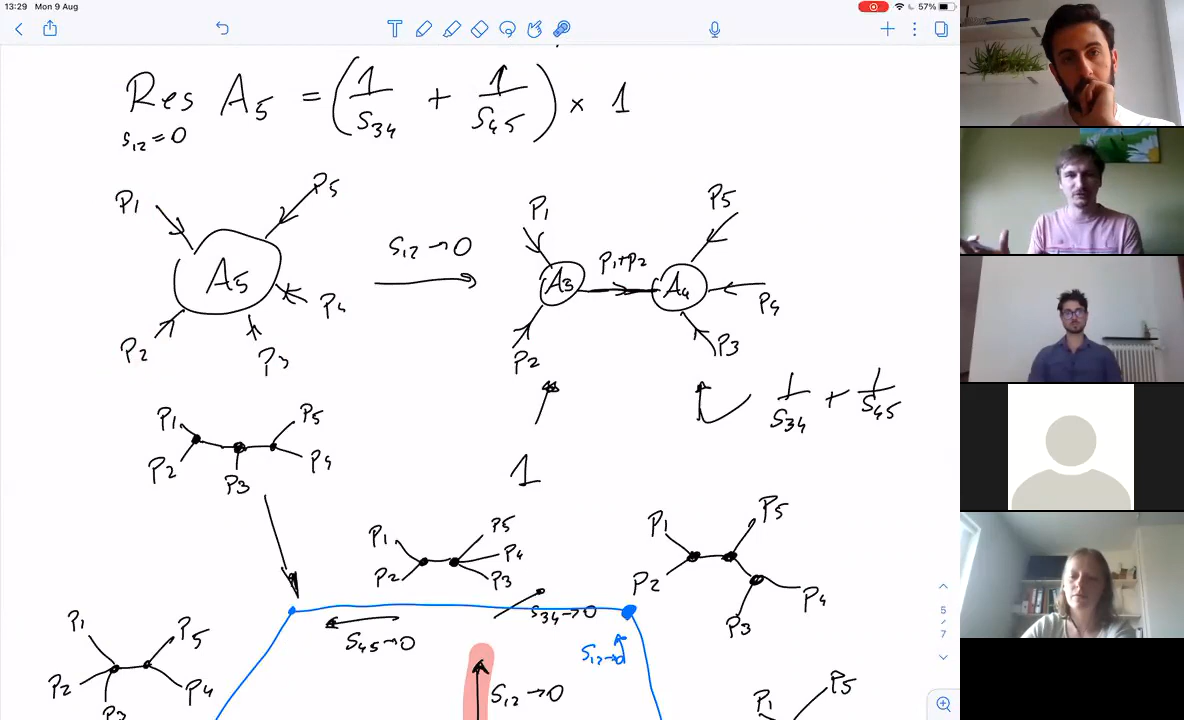 13:29 Mon 9 Aug
57%
Res A5 = (1/S34 + 1/S45) × 1
S12=0
P1
P5
A5
P4
P2
P3
S12→0
P1
P5
P1+P2
A3
A4
P4
P2
P3
1
1/S34 + 1/S45
P1
P5
P2
P3
P4
P1
P5
P4
P2
P3
P1
P5
P2
P4
P3
S45→0
S34→0
S12→0
S12→0
P1
P5
P2
P4
P3
P1
P5
5
/
7